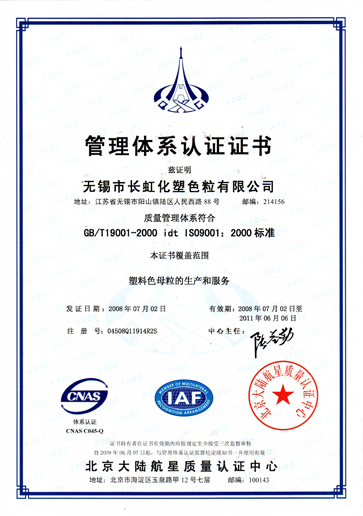 管理体系认证证书
兹证明
无锡市长虹化塑色粒有限公司
地址：江苏省无锡市阳山镇陆区人民西路 88 号 邮编：214156
质量管理体系符合
GB/T19001-2000 idt ISO9001：2000 标准
本证书覆盖范围
塑料色母粒的生产和服务
发证日期：2008 年 07 月 02 日 有效期：2008 年 07 月 02 日至
2011 年 06 月 06 日
注 册 号：04508Q11914R2S 中心主任：
CNAS
体系认证
CNAS C045-Q
MEMBER OF MULTILATERAL
IAF
RECOGNITION ARRANGEMENT
北京大陆航星质量认证中心
证书持有者在证书有效期内应按规定至少接受三次监督审核
自 2009 年 06 月 07 日起，与管理体系认证监督处论通知书一并使用有效
北京大陆航星质量认证中心
地址：北京市海淀区玉泉路甲 12 号七层 邮编：100143